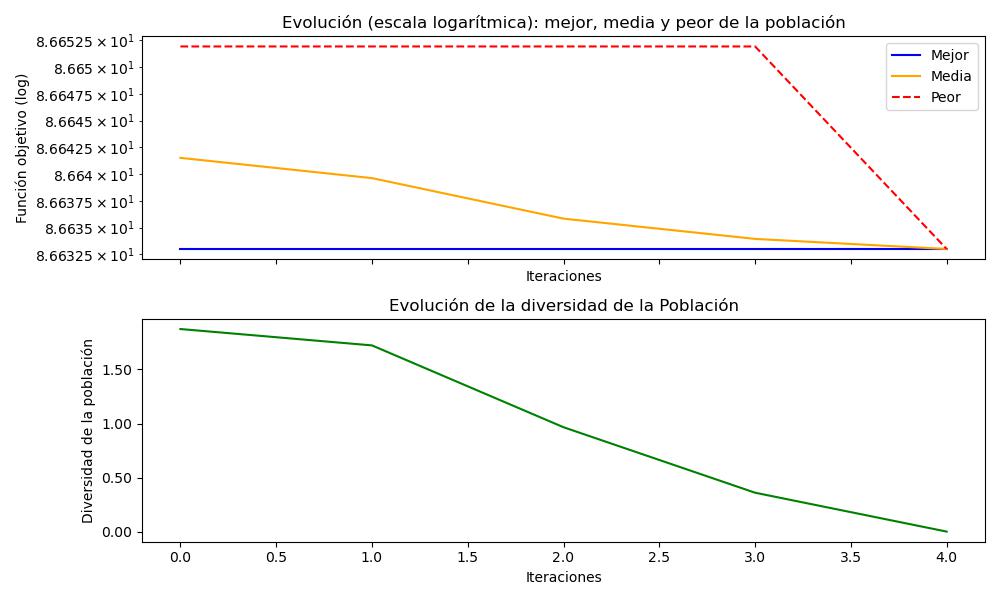 Evolución (escala logarítmica): mejor, media y peor de la población
Función objetivo (log)
8.66525 × 10¹
8.665 × 10¹
8.66475 × 10¹
8.6645 × 10¹
8.66425 × 10¹
8.664 × 10¹
8.66375 × 10¹
8.6635 × 10¹
8.66325 × 10¹
Mejor
Media
Peor
Iteraciones
Evolución de la diversidad de la Población
Diversidad de la población
1.50
1.00
0.50
0.00
0.0 0.5 1.0 1.5 2.0 2.5 3.0 3.5 4.0
Iteraciones